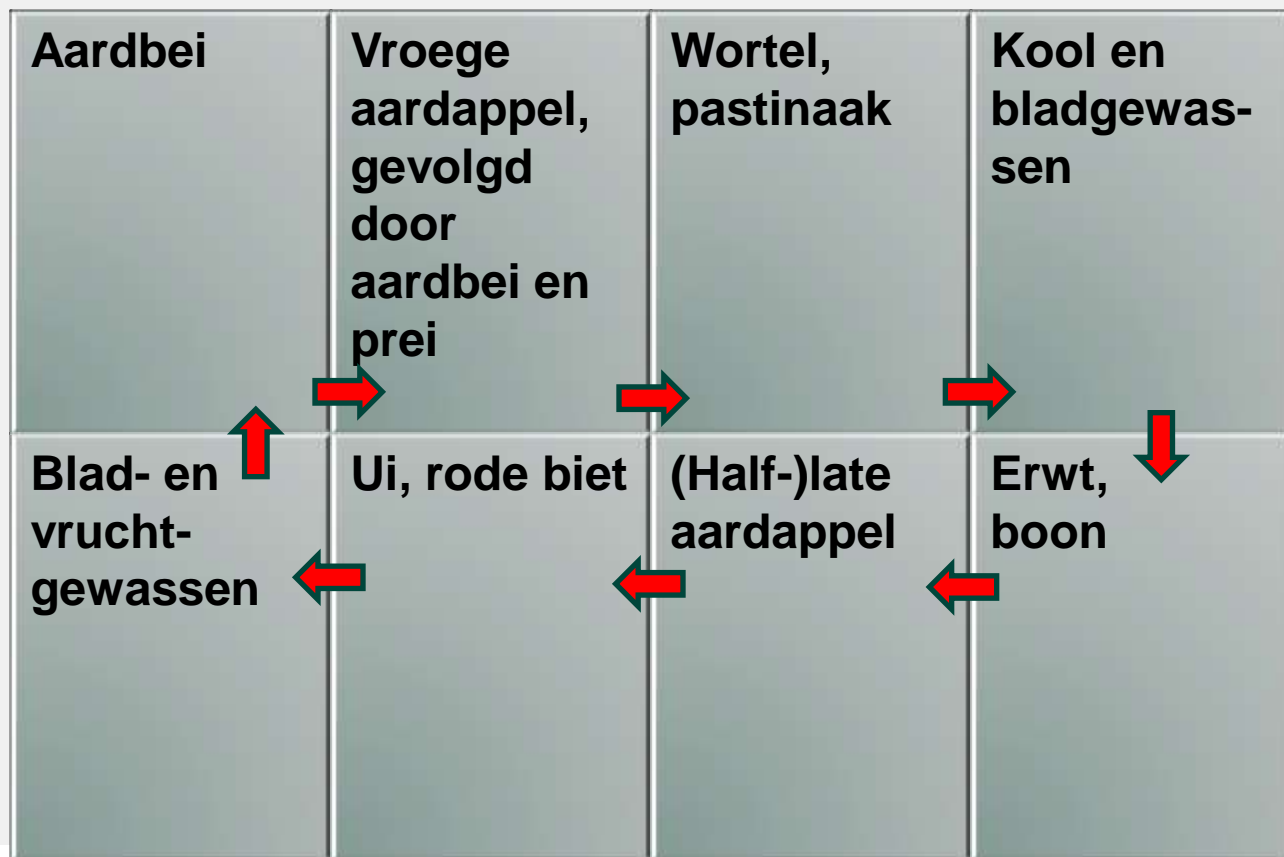 Aardbei
Vroege
aardappel,
gevolgd
door
aardbei en
prei
Wortel,
pastinaak
Kool en
bladgewas-
sen
Blad- en
vrucht-
gewassen
Ui, rode biet
(Half-)late
aardappel
Erwt,
boon